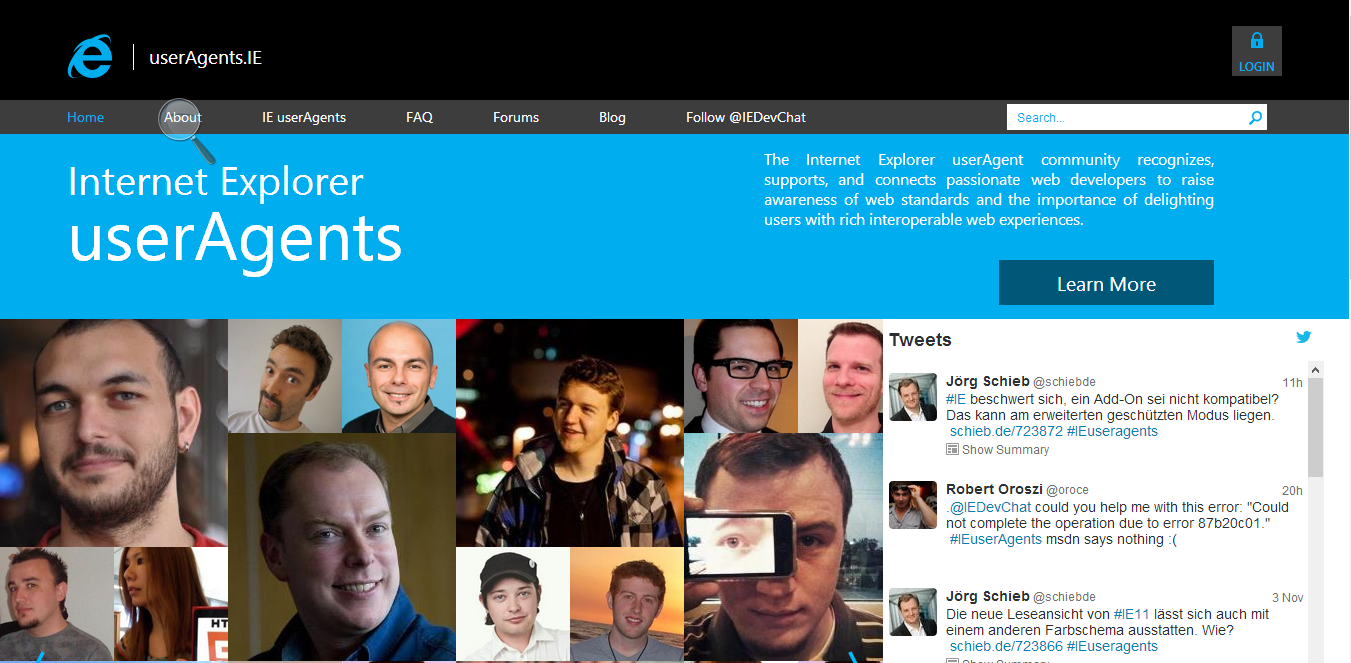 userAgents.IE
LOGIN
Home About IE userAgents FAQ Forums Blog Follow @IEDevChat Search...
Internet Explorer
userAgents
The Internet Explorer userAgent community recognizes,
supports, and connects passionate web developers to raise
awareness of web standards and the importance of delighting
users with rich interoperable web experiences.
Learn More
Tweets
Jörg Schieb @schiebde 11h
#IE beschwert sich, ein Add-On sei nicht kompatibel?
Das kann am erweiterten geschützten Modus liegen.
schieb.de/723872 #IEuseragents
Show Summary
Robert Oroszi @oroce 20h
.@IEDevChat could you help me with this error: "Could
not complete the operation due to error 87b20c01."
#IEuserAgents msdn says nothing :(
Jörg Schieb @schiebde 3 Nov
Die neue Leseansicht von #IE11 lässt sich auch mit
einem anderen Farbschema ausstatten. Wie?
schieb.de/723866 #IEuseragents
Show Summary
HT